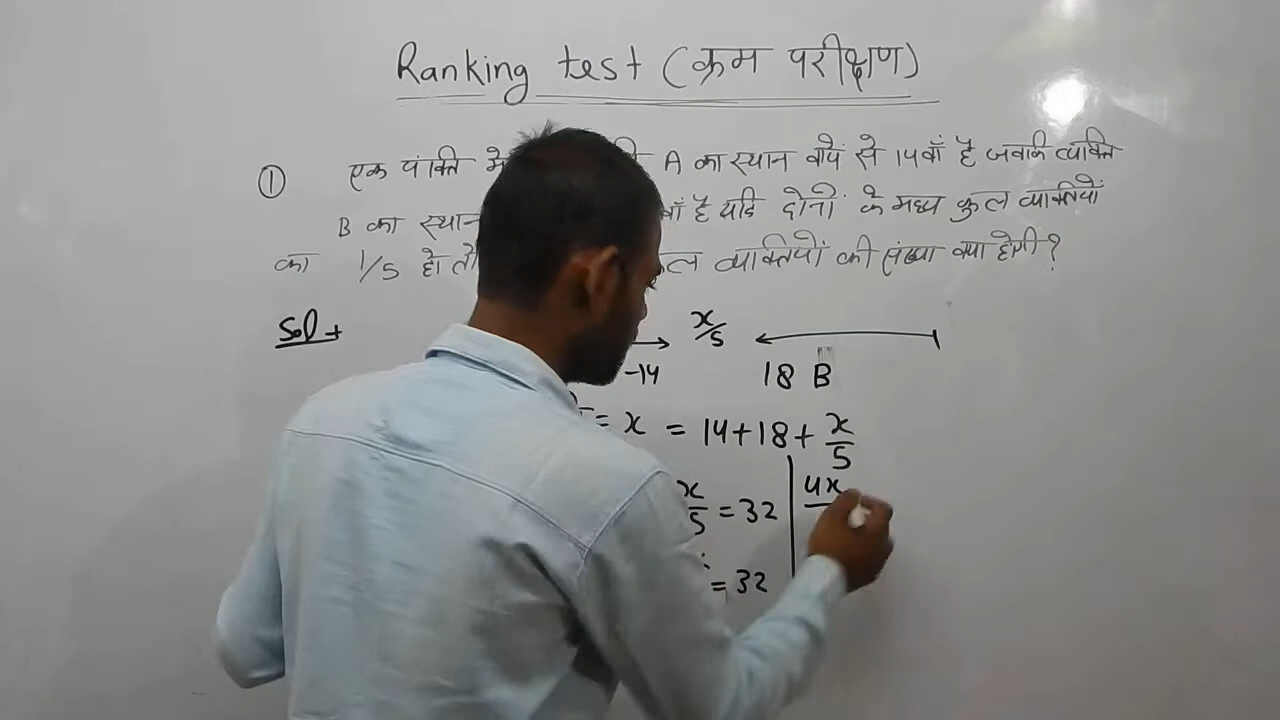 Ranking test (क्रम परीक्षण)
① एक पंक्ति में A का स्थान बायें से 14वाँ है जबकि व्यक्ति
B का स्थान वाँ है यदि दोनों के मध्य कुल व्यक्तियों
का 1/5 हो तो व्यक्तियों की संख्या क्या होगी?
Sol →
x/5
-14 18 B
= x = 14+18+ x/5
x/5 = 32
4x
= 32